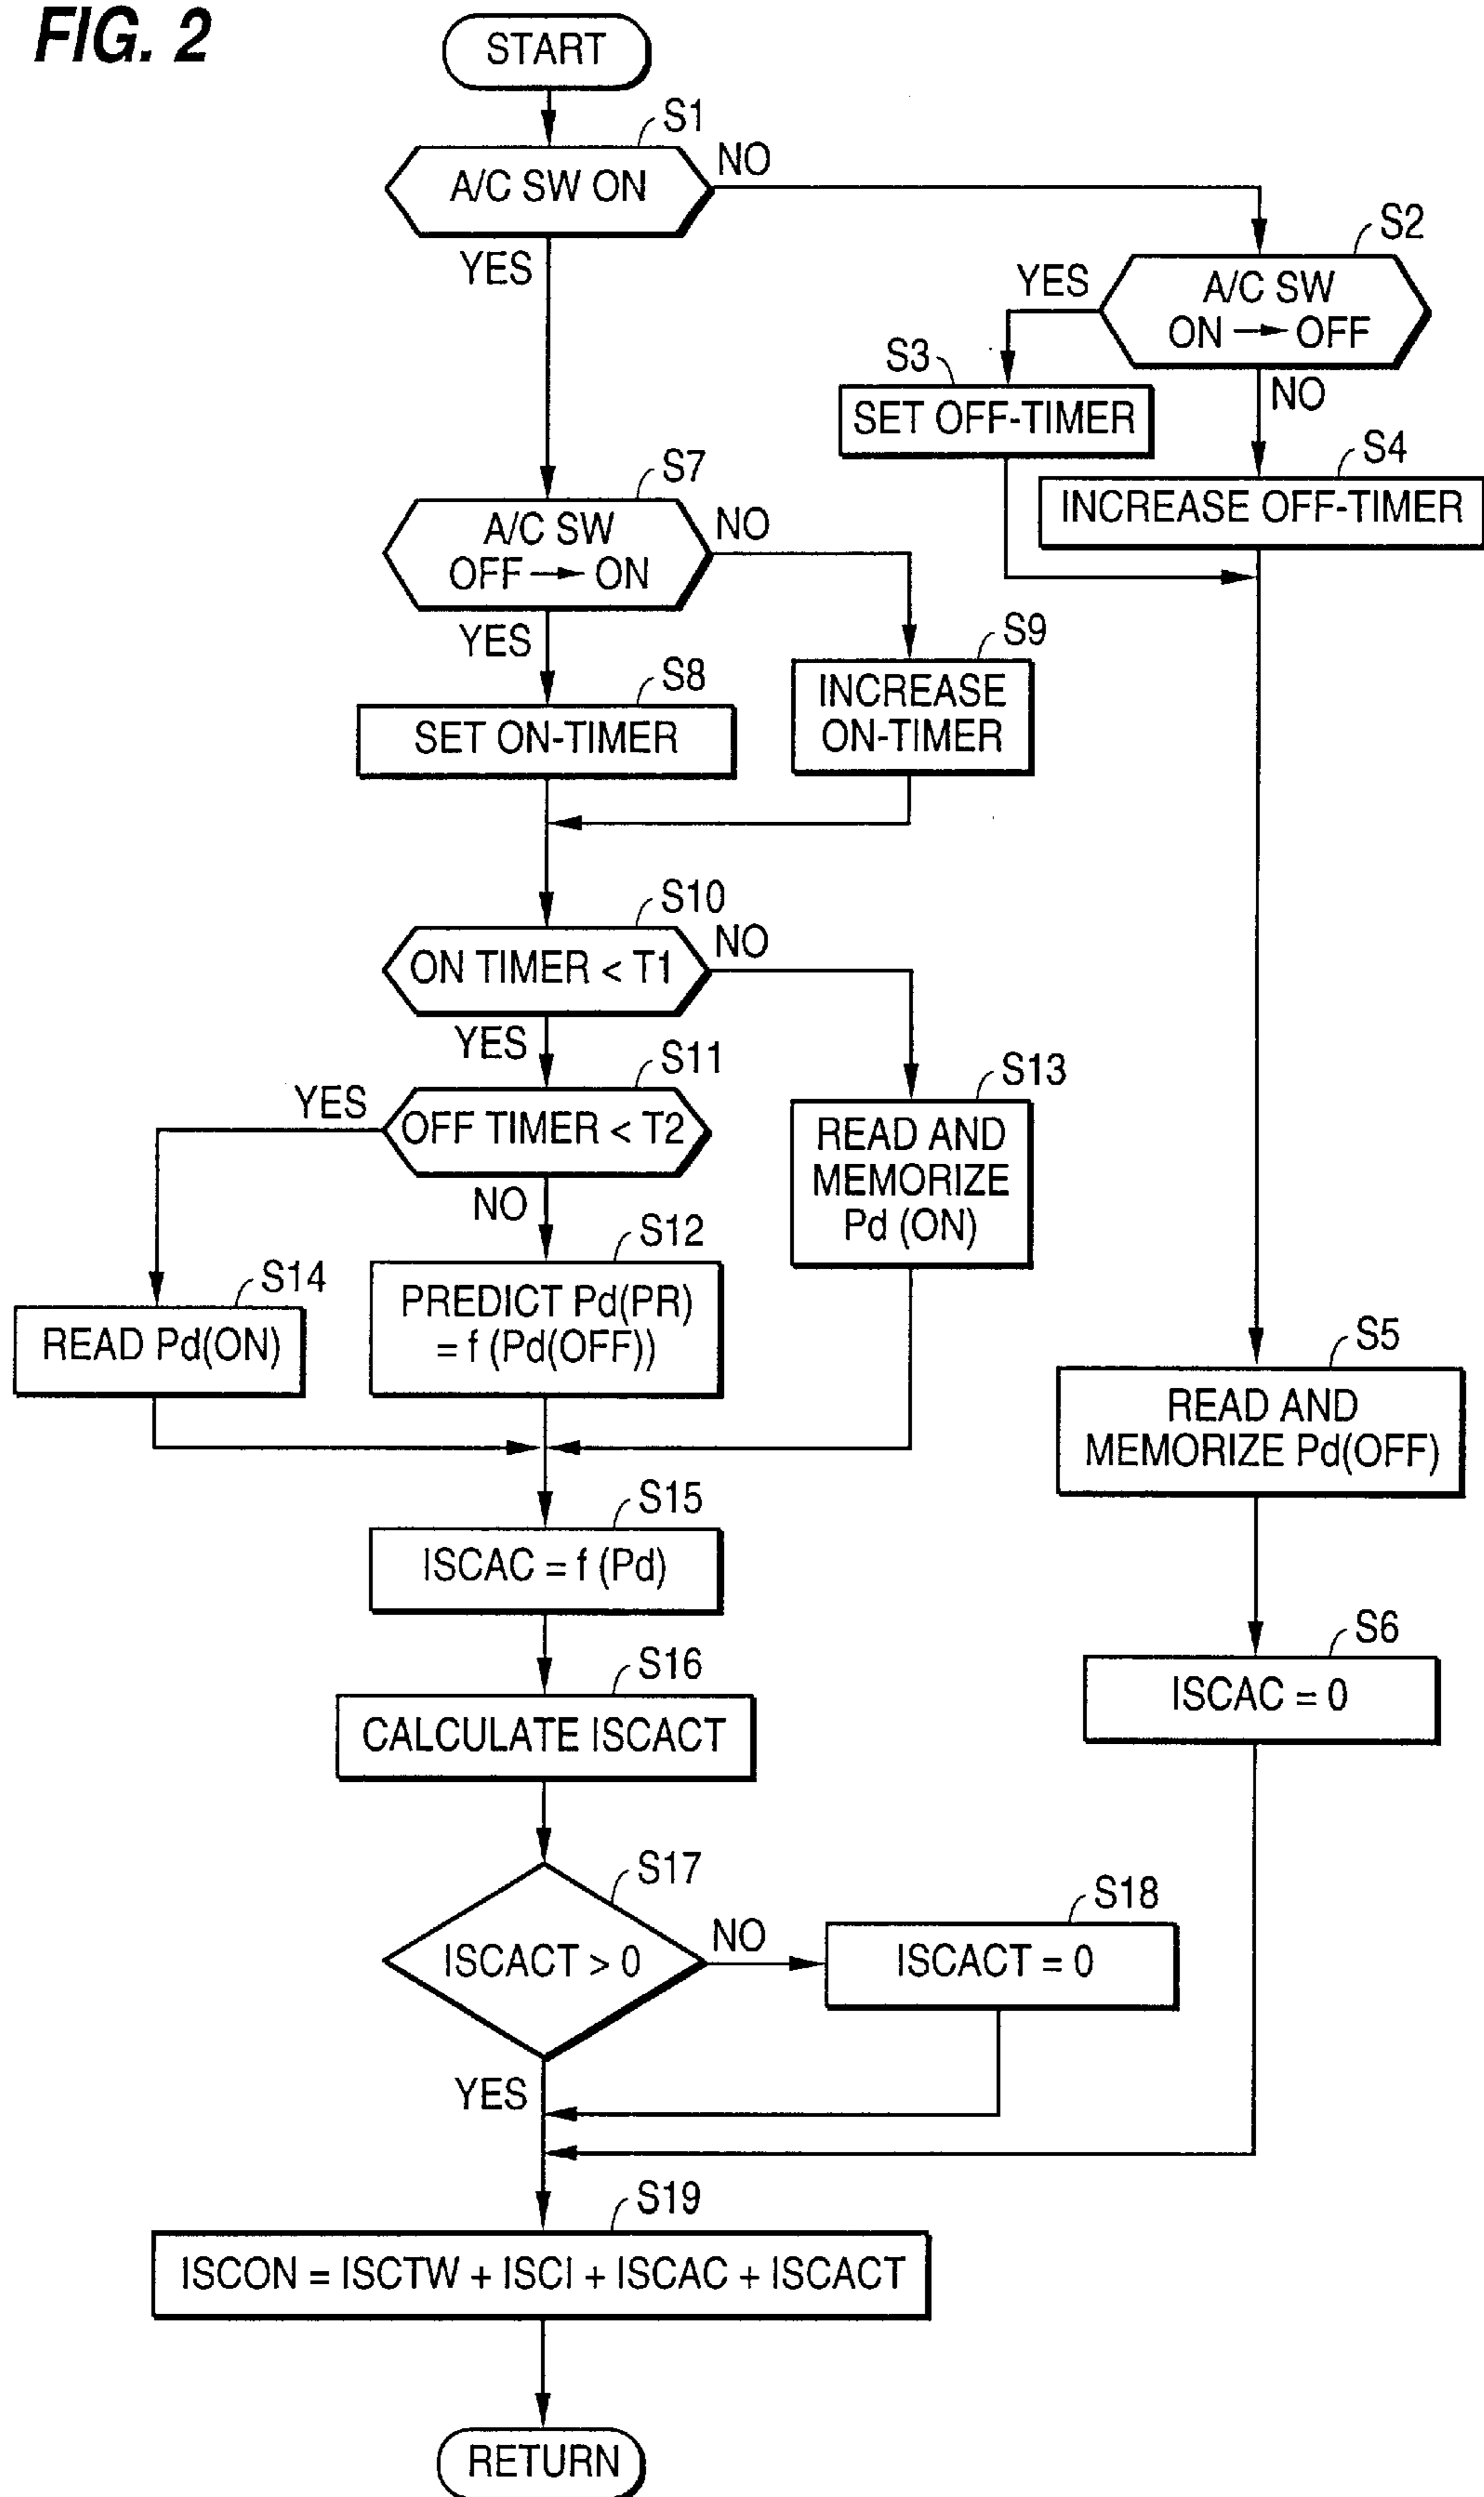 FIG. 2
START
S1
A/C SW ON
NO
YES
S2
A/C SW
ON → OFF
YES
NO
S3
SET OFF-TIMER
S4
INCREASE OFF-TIMER
S7
A/C SW
OFF → ON
NO
YES
S9
INCREASE
ON-TIMER
S8
SET ON-TIMER
S10
ON TIMER < T1
NO
YES
S11
OFF TIMER < T2
YES
NO
S13
READ AND
MEMORIZE
Pd (ON)
S12
PREDICT Pd(PR)
= f (Pd(OFF))
S14
READ Pd(ON)
S5
READ AND
MEMORIZE Pd(OFF)
S15
ISCAC = f (Pd)
S6
ISCAC = 0
S16
CALCULATE ISCACT
S17
ISCACT > 0
NO
YES
S18
ISCACT = 0
S19
ISCON = ISCTW + ISCI + ISCAC + ISCACT
RETURN